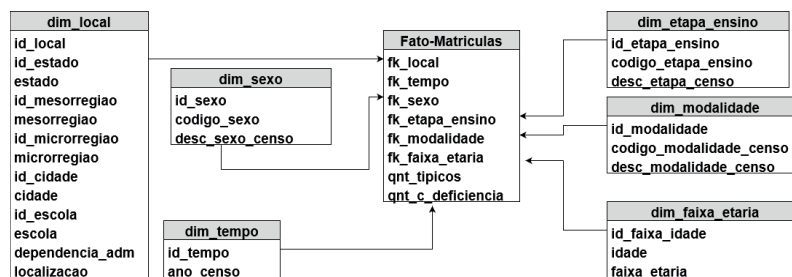 dim_local
id_local
id_estado
estado
id_mesorregiao
mesorregiao
id_microrregiao
microrregiao
id_cidade
cidade
id_escola
escola
dependencia_adm
localizacao
dim_sexo
id_sexo
codigo_sexo
desc_sexo_censo
dim_tempo
id_tempo
ano_censo
Fato-Matriculas
fk_local
fk_tempo
fk_sexo
fk_etapa_ensino
fk_modalidade
fk_faixa_etaria
qnt_tipicos
qnt_c_deficiencia
dim_etapa_ensino
id_etapa_ensino
codigo_etapa_ensino
desc_etapa_censo
dim_modalidade
id_modalidade
codigo_modalidade_censo
desc_modalidade_censo
dim_faixa_etaria
id_faixa_idade
idade
faixa_etaria